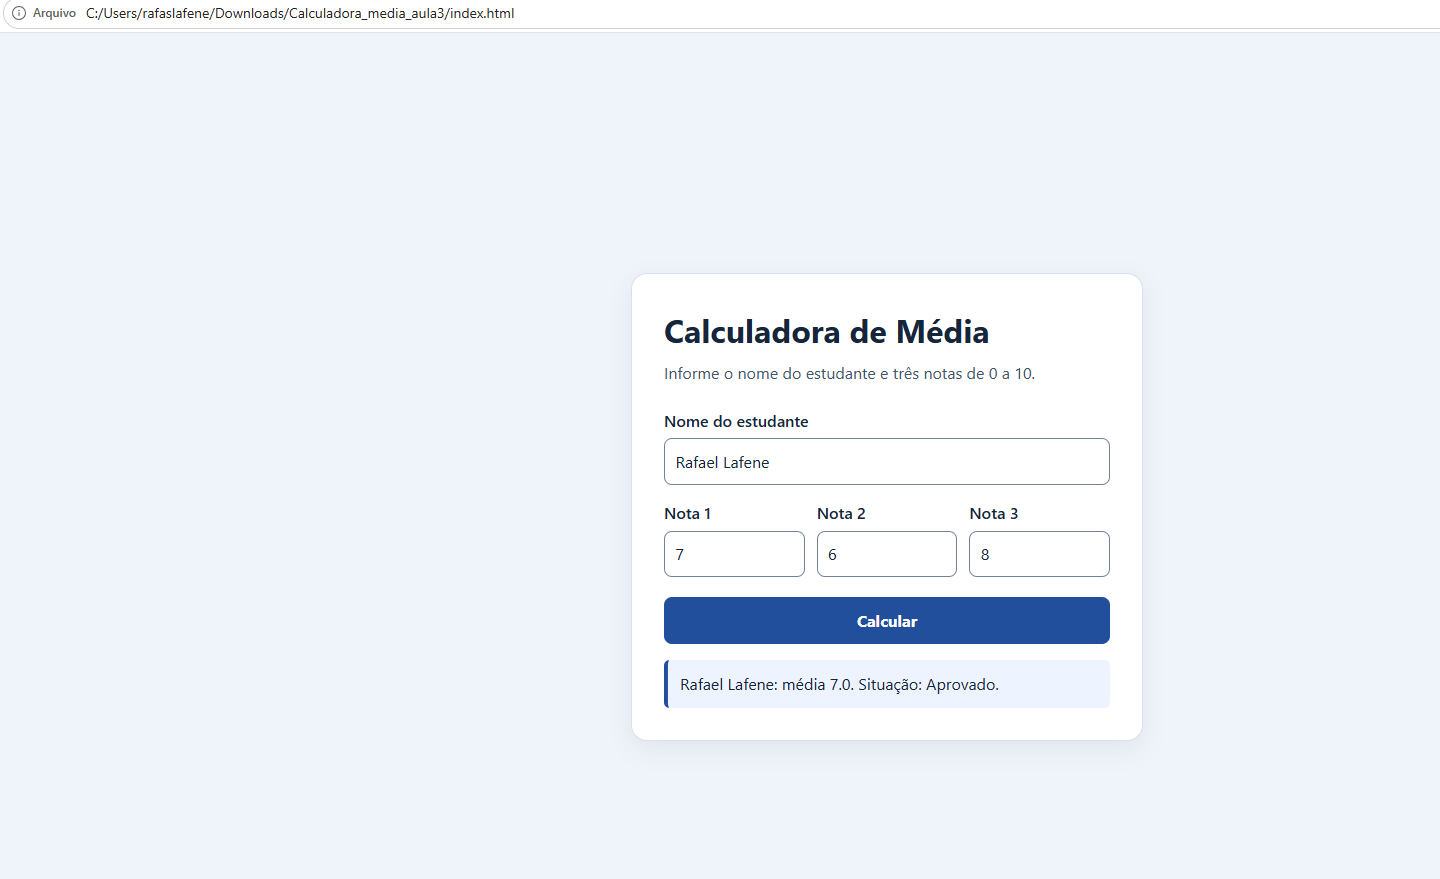 Arquivo C:/Users/rafaslafene/Downloads/Calculadora_media_aula3/index.html
Calculadora de Média
Informe o nome do estudante e três notas de 0 a 10.
Nome do estudante
Rafael Lafene
Nota 1 Nota 2 Nota 3
7 6 8
Calcular
Rafael Lafene: média 7.0. Situação: Aprovado.